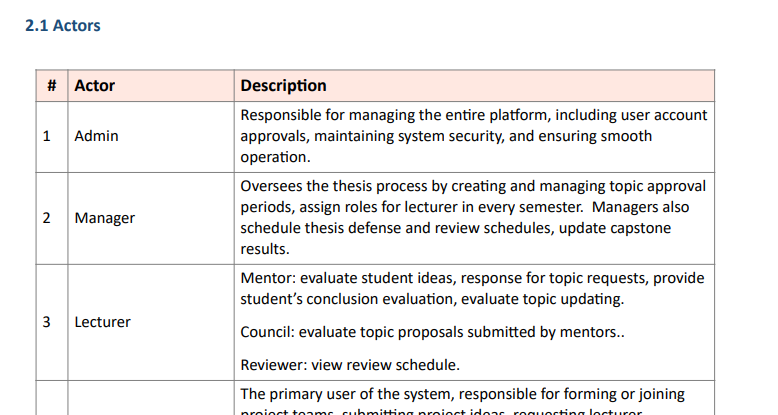 2.1 Actors
# Actor Description
Responsible for managing the entire platform, including user account
1 Admin approvals, maintaining system security, and ensuring smooth
operation.
Oversees the thesis process by creating and managing topic approval
2 Manager periods, assign roles for lecturer in every semester.  Managers also
schedule thesis defense and review schedules, update capstone
results.
Mentor: evaluate student ideas, response for topic requests, provide
student’s conclusion evaluation, evaluate topic updating.
3 Lecturer
Council: evaluate topic proposals submitted by mentors..
Reviewer: view review schedule.
The primary user of the system, responsible for forming or joining
project teams, submitting project ideas, requesting lecturer